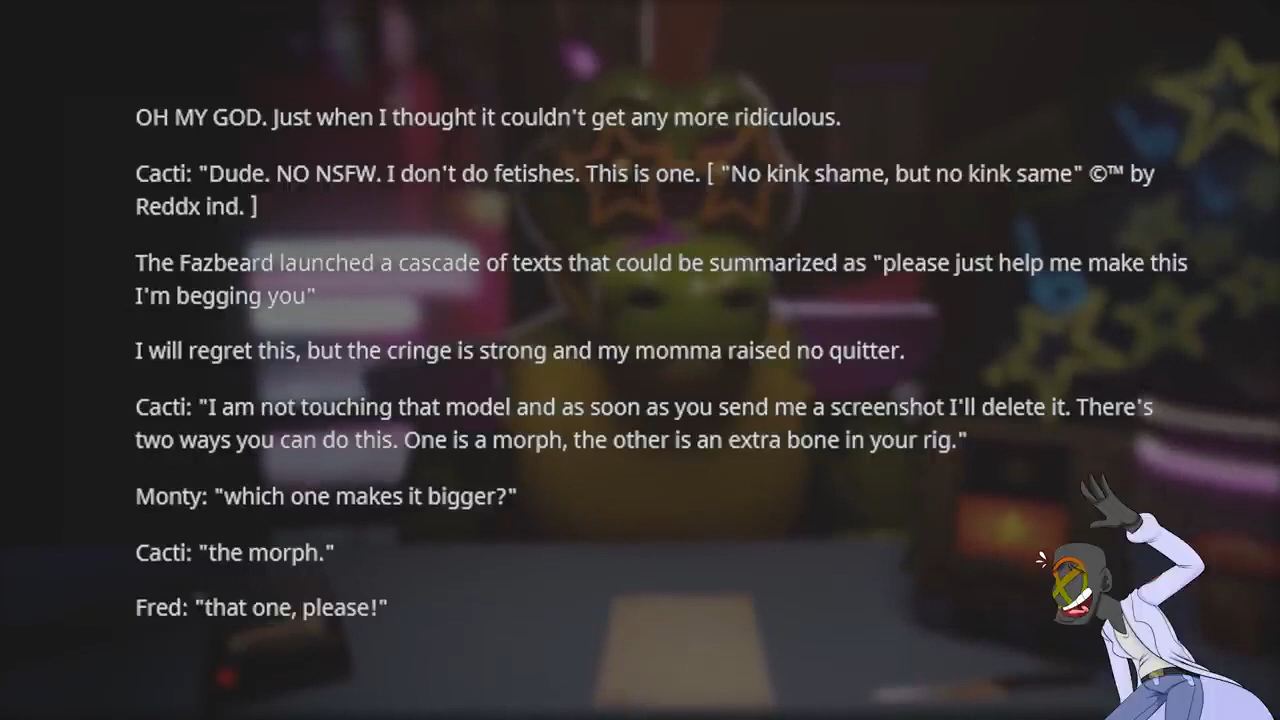 OH MY GOD. Just when I thought it couldn't get any more ridiculous.
Cacti: "Dude. NO NSFW. I don't do fetishes. This is one. [ "No kink shame, but no kink same" ©™ by
Reddx ind. ]
The Fazbeard launched a cascade of texts that could be summarized as "please just help me make this
I'm begging you"
I will regret this, but the cringe is strong and my momma raised no quitter.
Cacti: "I am not touching that model and as soon as you send me a screenshot I'll delete it. There's
two ways you can do this. One is a morph, the other is an extra bone in your rig."
Monty: "which one makes it bigger?"
Cacti: "the morph."
Fred: "that one, please!"